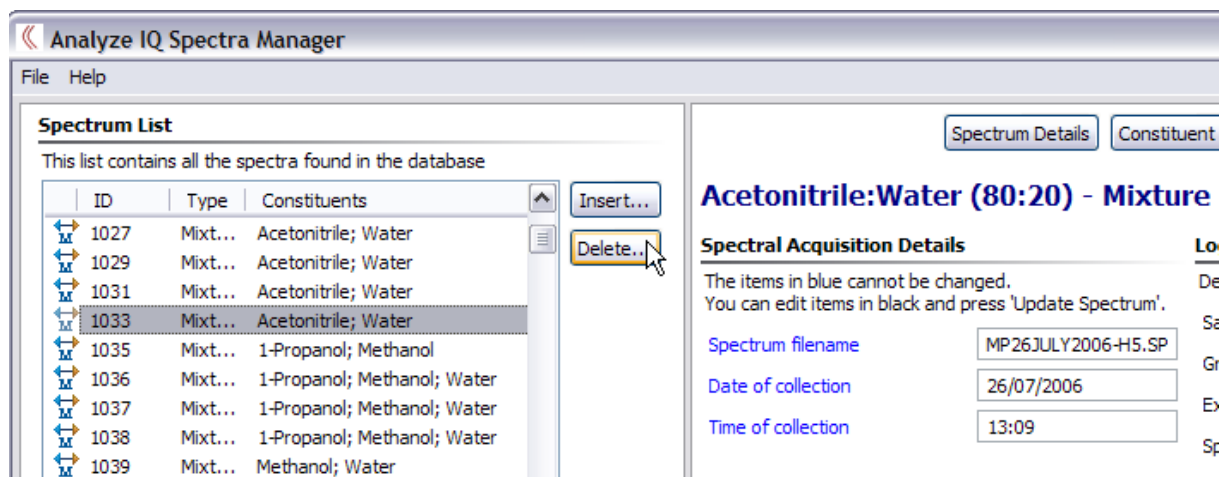 Analyze IQ Spectra Manager
File Help
Spectrum List
This list contains all the spectra found in the database
ID Type Constituents
1027 Mixt... Acetonitrile; Water
1029 Mixt... Acetonitrile; Water
1031 Mixt... Acetonitrile; Water
1033 Mixt... Acetonitrile; Water
1035 Mixt... 1-Propanol; Methanol
1036 Mixt... 1-Propanol; Methanol; Water
1037 Mixt... 1-Propanol; Methanol; Water
1038 Mixt... 1-Propanol; Methanol; Water
1039 Mixt... Methanol; Water
Insert...
Delete...
Spectrum Details Constituent
Acetonitrile:Water (80:20) - Mixture
Spectral Acquisition Details
The items in blue cannot be changed.
You can edit items in black and press 'Update Spectrum'.
Spectrum filename MP26JULY2006-H5.SP
Date of collection 26/07/2006
Time of collection 13:09